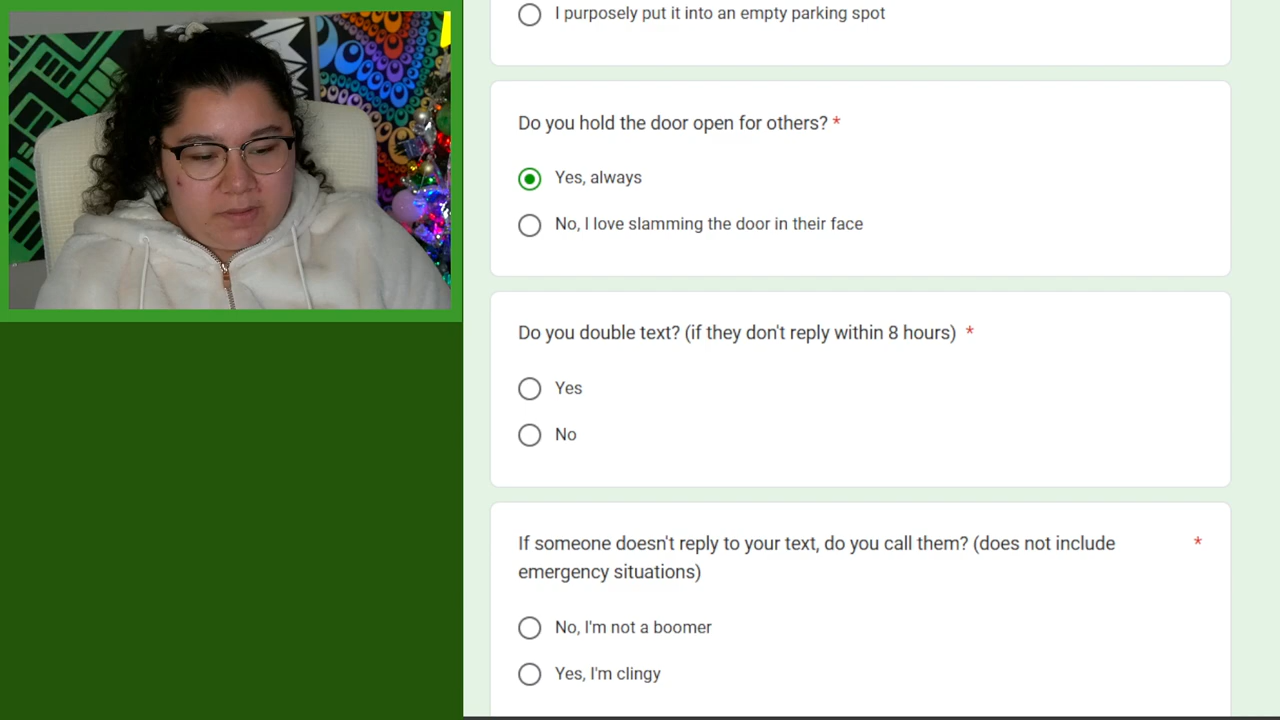 I purposely put it into an empty parking spot
Do you hold the door open for others? *
Yes, always
No, I love slamming the door in their face
Do you double text? (if they don't reply within 8 hours) *
Yes
No
If someone doesn't reply to your text, do you call them? (does not include *
emergency situations)
No, I'm not a boomer
Yes, I'm clingy